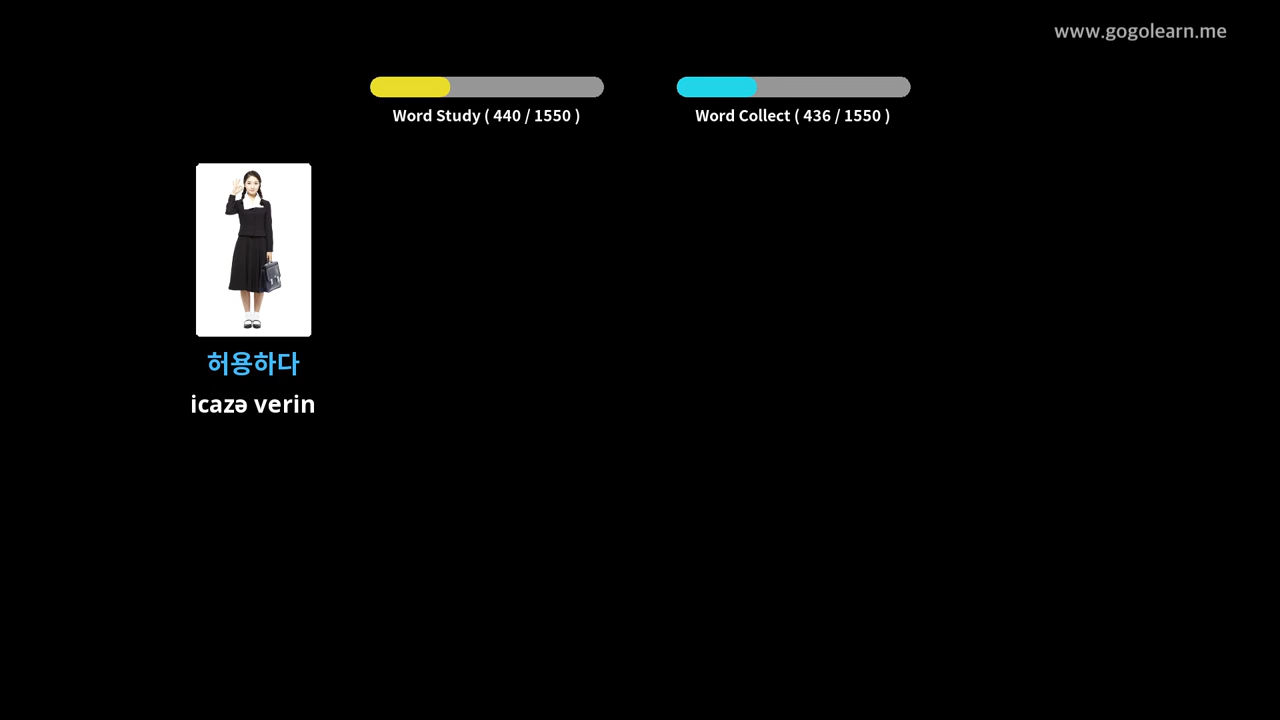 www.gogolearn.me
Word Study ( 440 / 1550 )
Word Collect ( 436 / 1550 )
허용하다
icazə verin